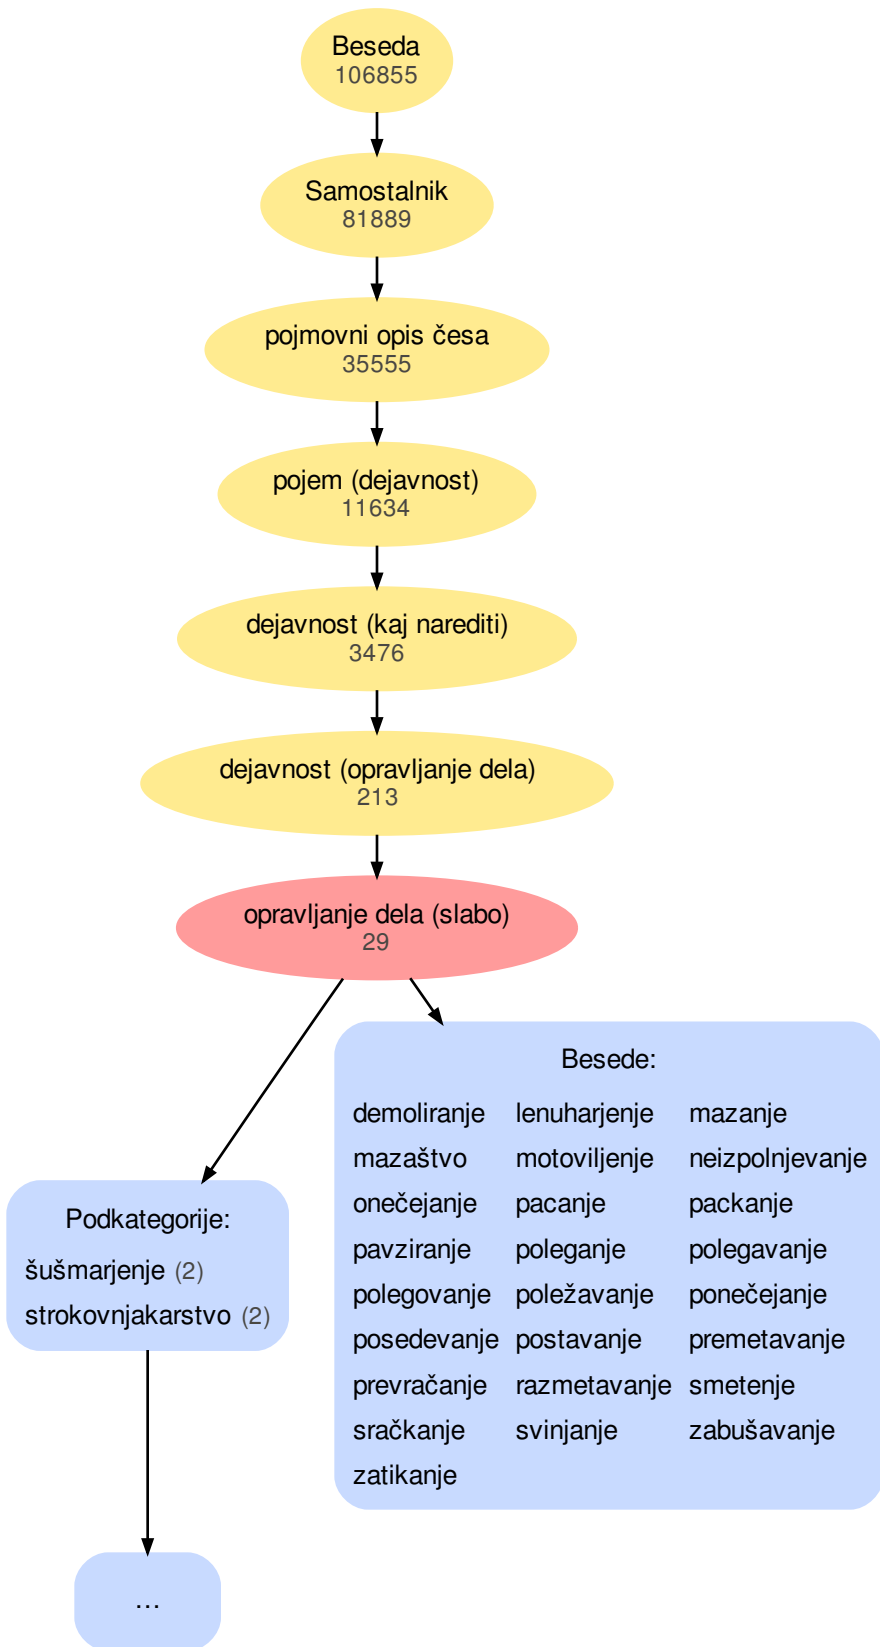 Beseda
106855
Samostalnik
81889
pojmovni opis česa
35555
pojem (dejavnost)
11634
dejavnost (kaj narediti)
3476
dejavnost (opravljanje dela)
213
opravljanje dela (slabo)
29
Besede:
demoliranje lenuharjenje mazanje
mazaštvo motoviljenje neizpolnjevanje
onečejanje pacanje packanje
pavziranje poleganje polegavanje
polegovanje poležavanje ponečejanje
posedevanje postavanje premetavanje
prevračanje razmetavanje smetenje
sračkanje svinjanje zabušavanje
zatikanje
Podkategorije:
šušmarjenje (2)
strokovnjakarstvo (2)
...